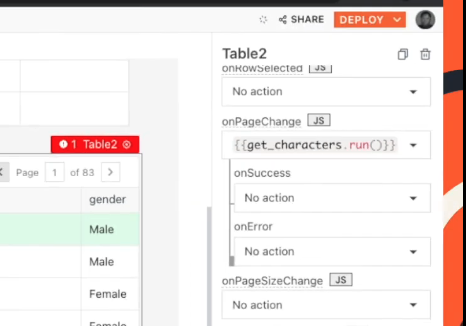 SHARE
DEPLOY
Table2
onRowSelected JS
No action
onPageChange JS
{{get_characters.run()}}
onSuccess
No action
onError
No action
onPageSizeChange JS
No action
1 Table2
Page 1 of 83
gender
Male
Male
Female
Female